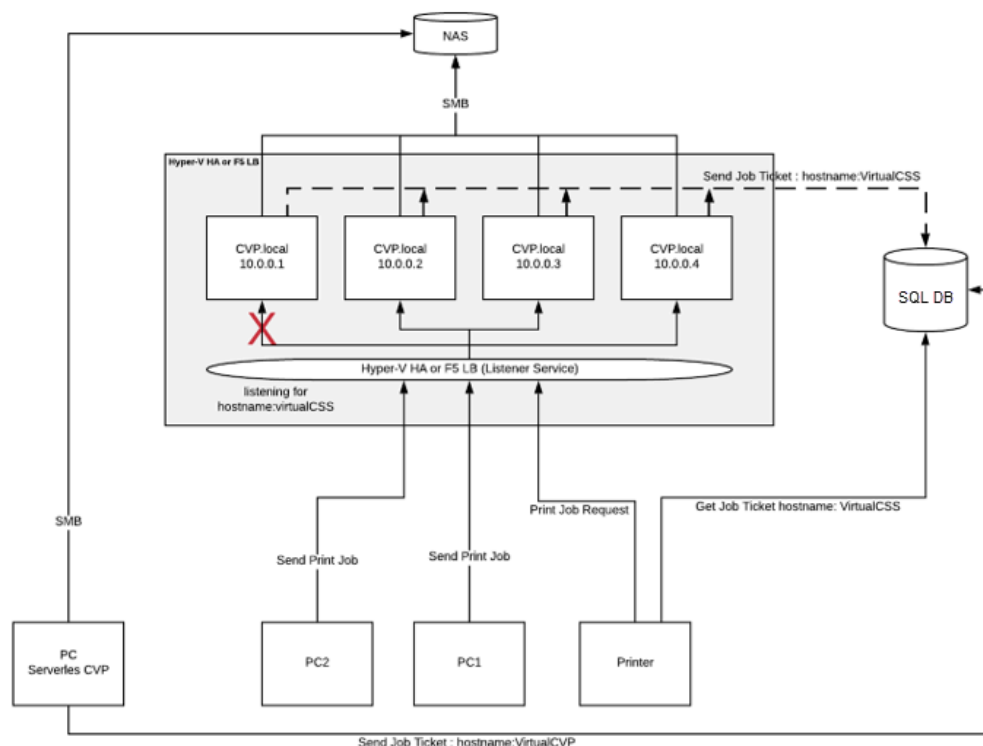 NAS
SMB
Hyper-V HA or F5 LB
Send Job Ticket : hostname:VirtualCSS
CVP.local
10.0.0.1
CVP.local
10.0.0.2
CVP.local
10.0.0.3
CVP.local
10.0.0.4
SQL DB
Hyper-V HA or F5 LB (Listener Service)
listening for
hostname:virtualCSS
SMB
Send Print Job
Send Print Job
Print Job Request
Get Job Ticket hostname: VirtualCSS
PC
Serverles CVP
PC2
PC1
Printer
Send Job Ticket : hostname:VirtualCVP